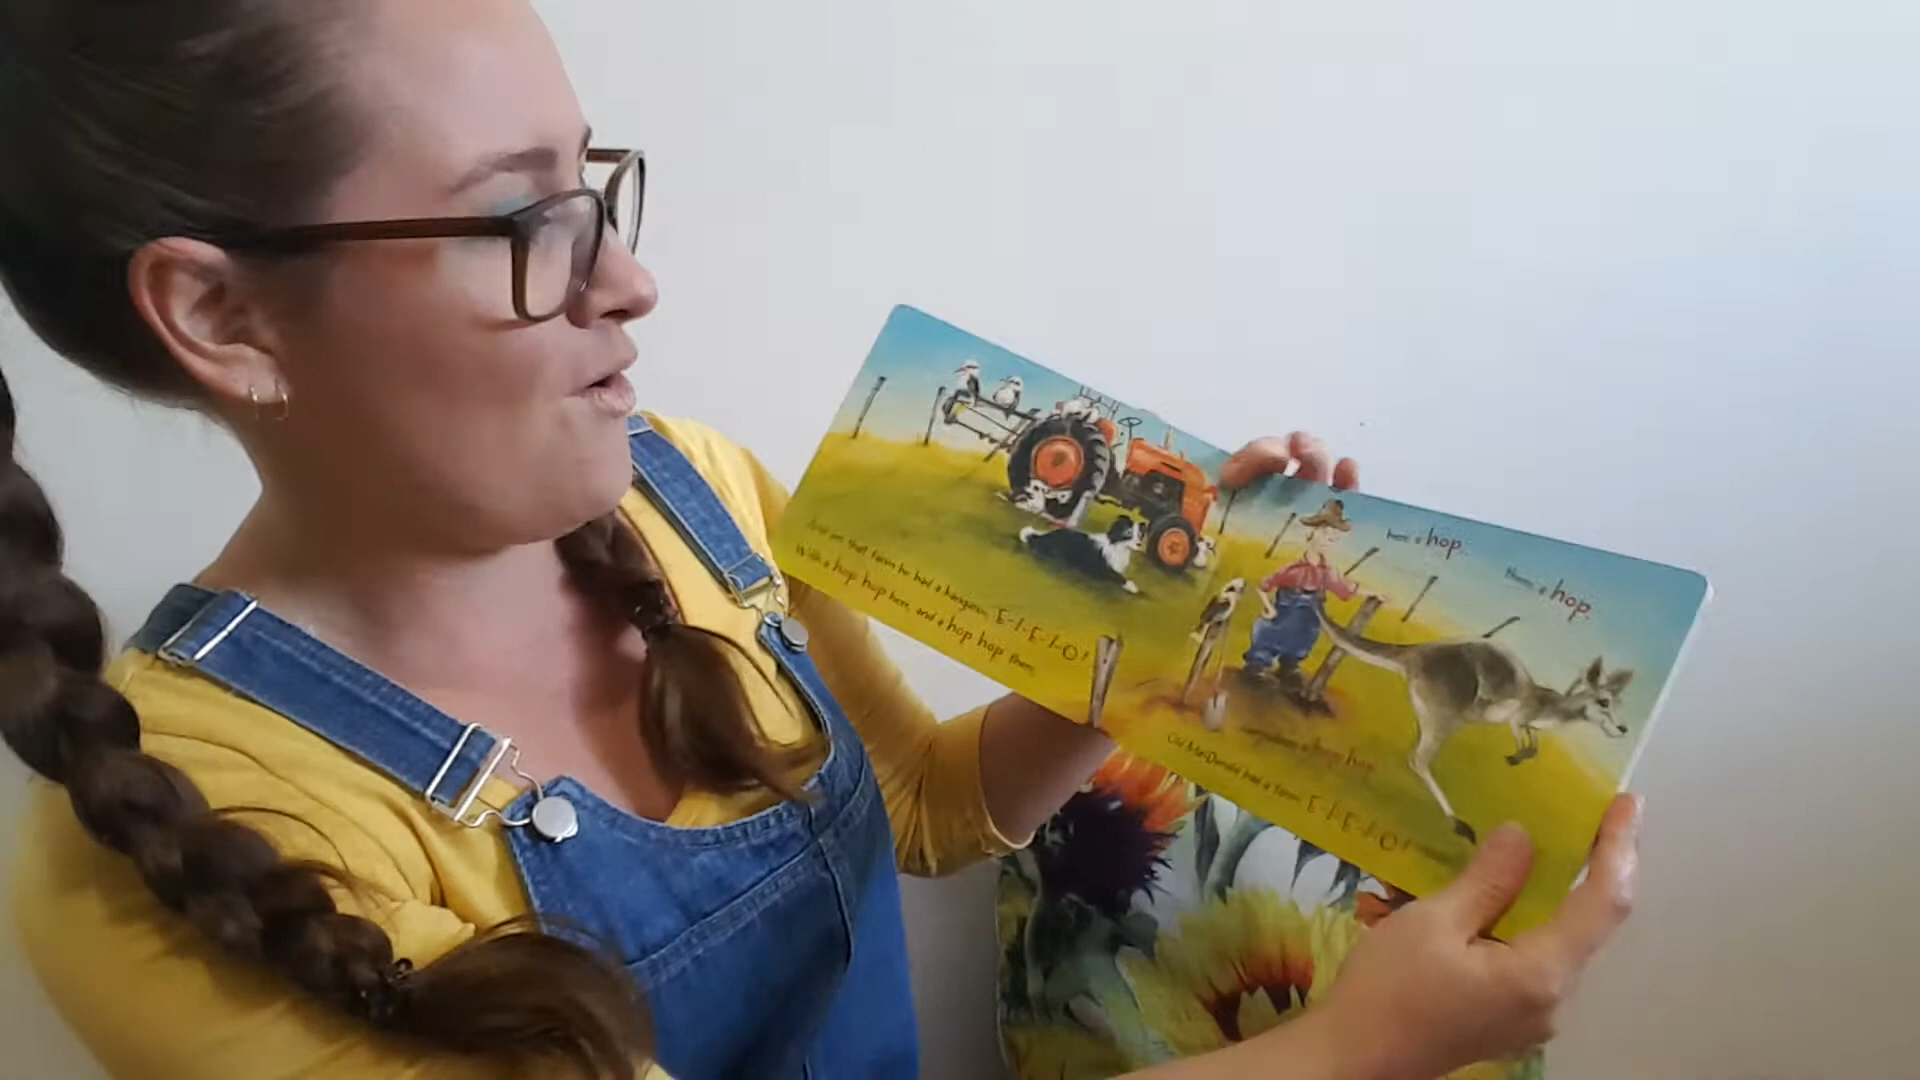 And on that farm he had a kangaroo, E-I-E-I-O!
With a hop hop here and a hop hop there,
here a hop,
there a hop,
everywhere a hop hop.
Old MacDonald had a farm, E-I-E-I-O!